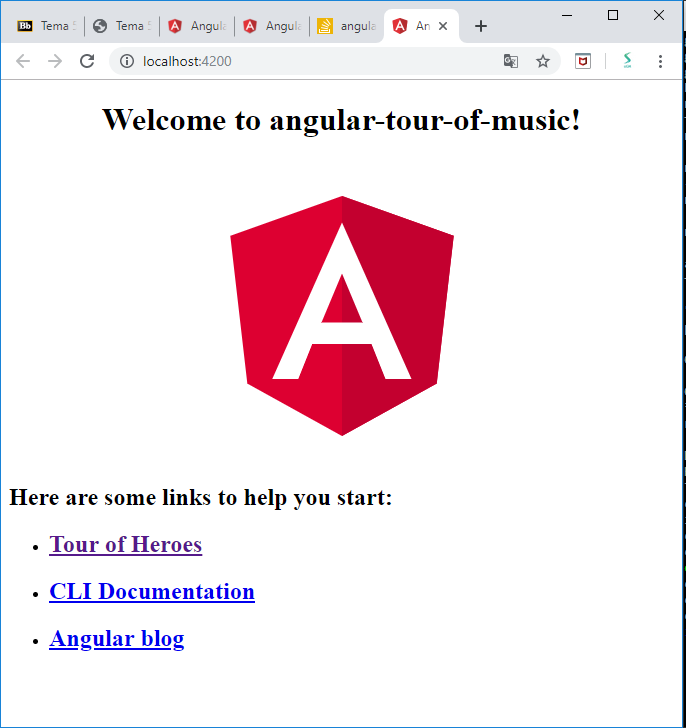 Bb Tema S
Tema S
Angula
Angula
angula
An
localhost:4200
Welcome to angular-tour-of-music!
A
Here are some links to help you start:
Tour of Heroes
CLI Documentation
Angular blog